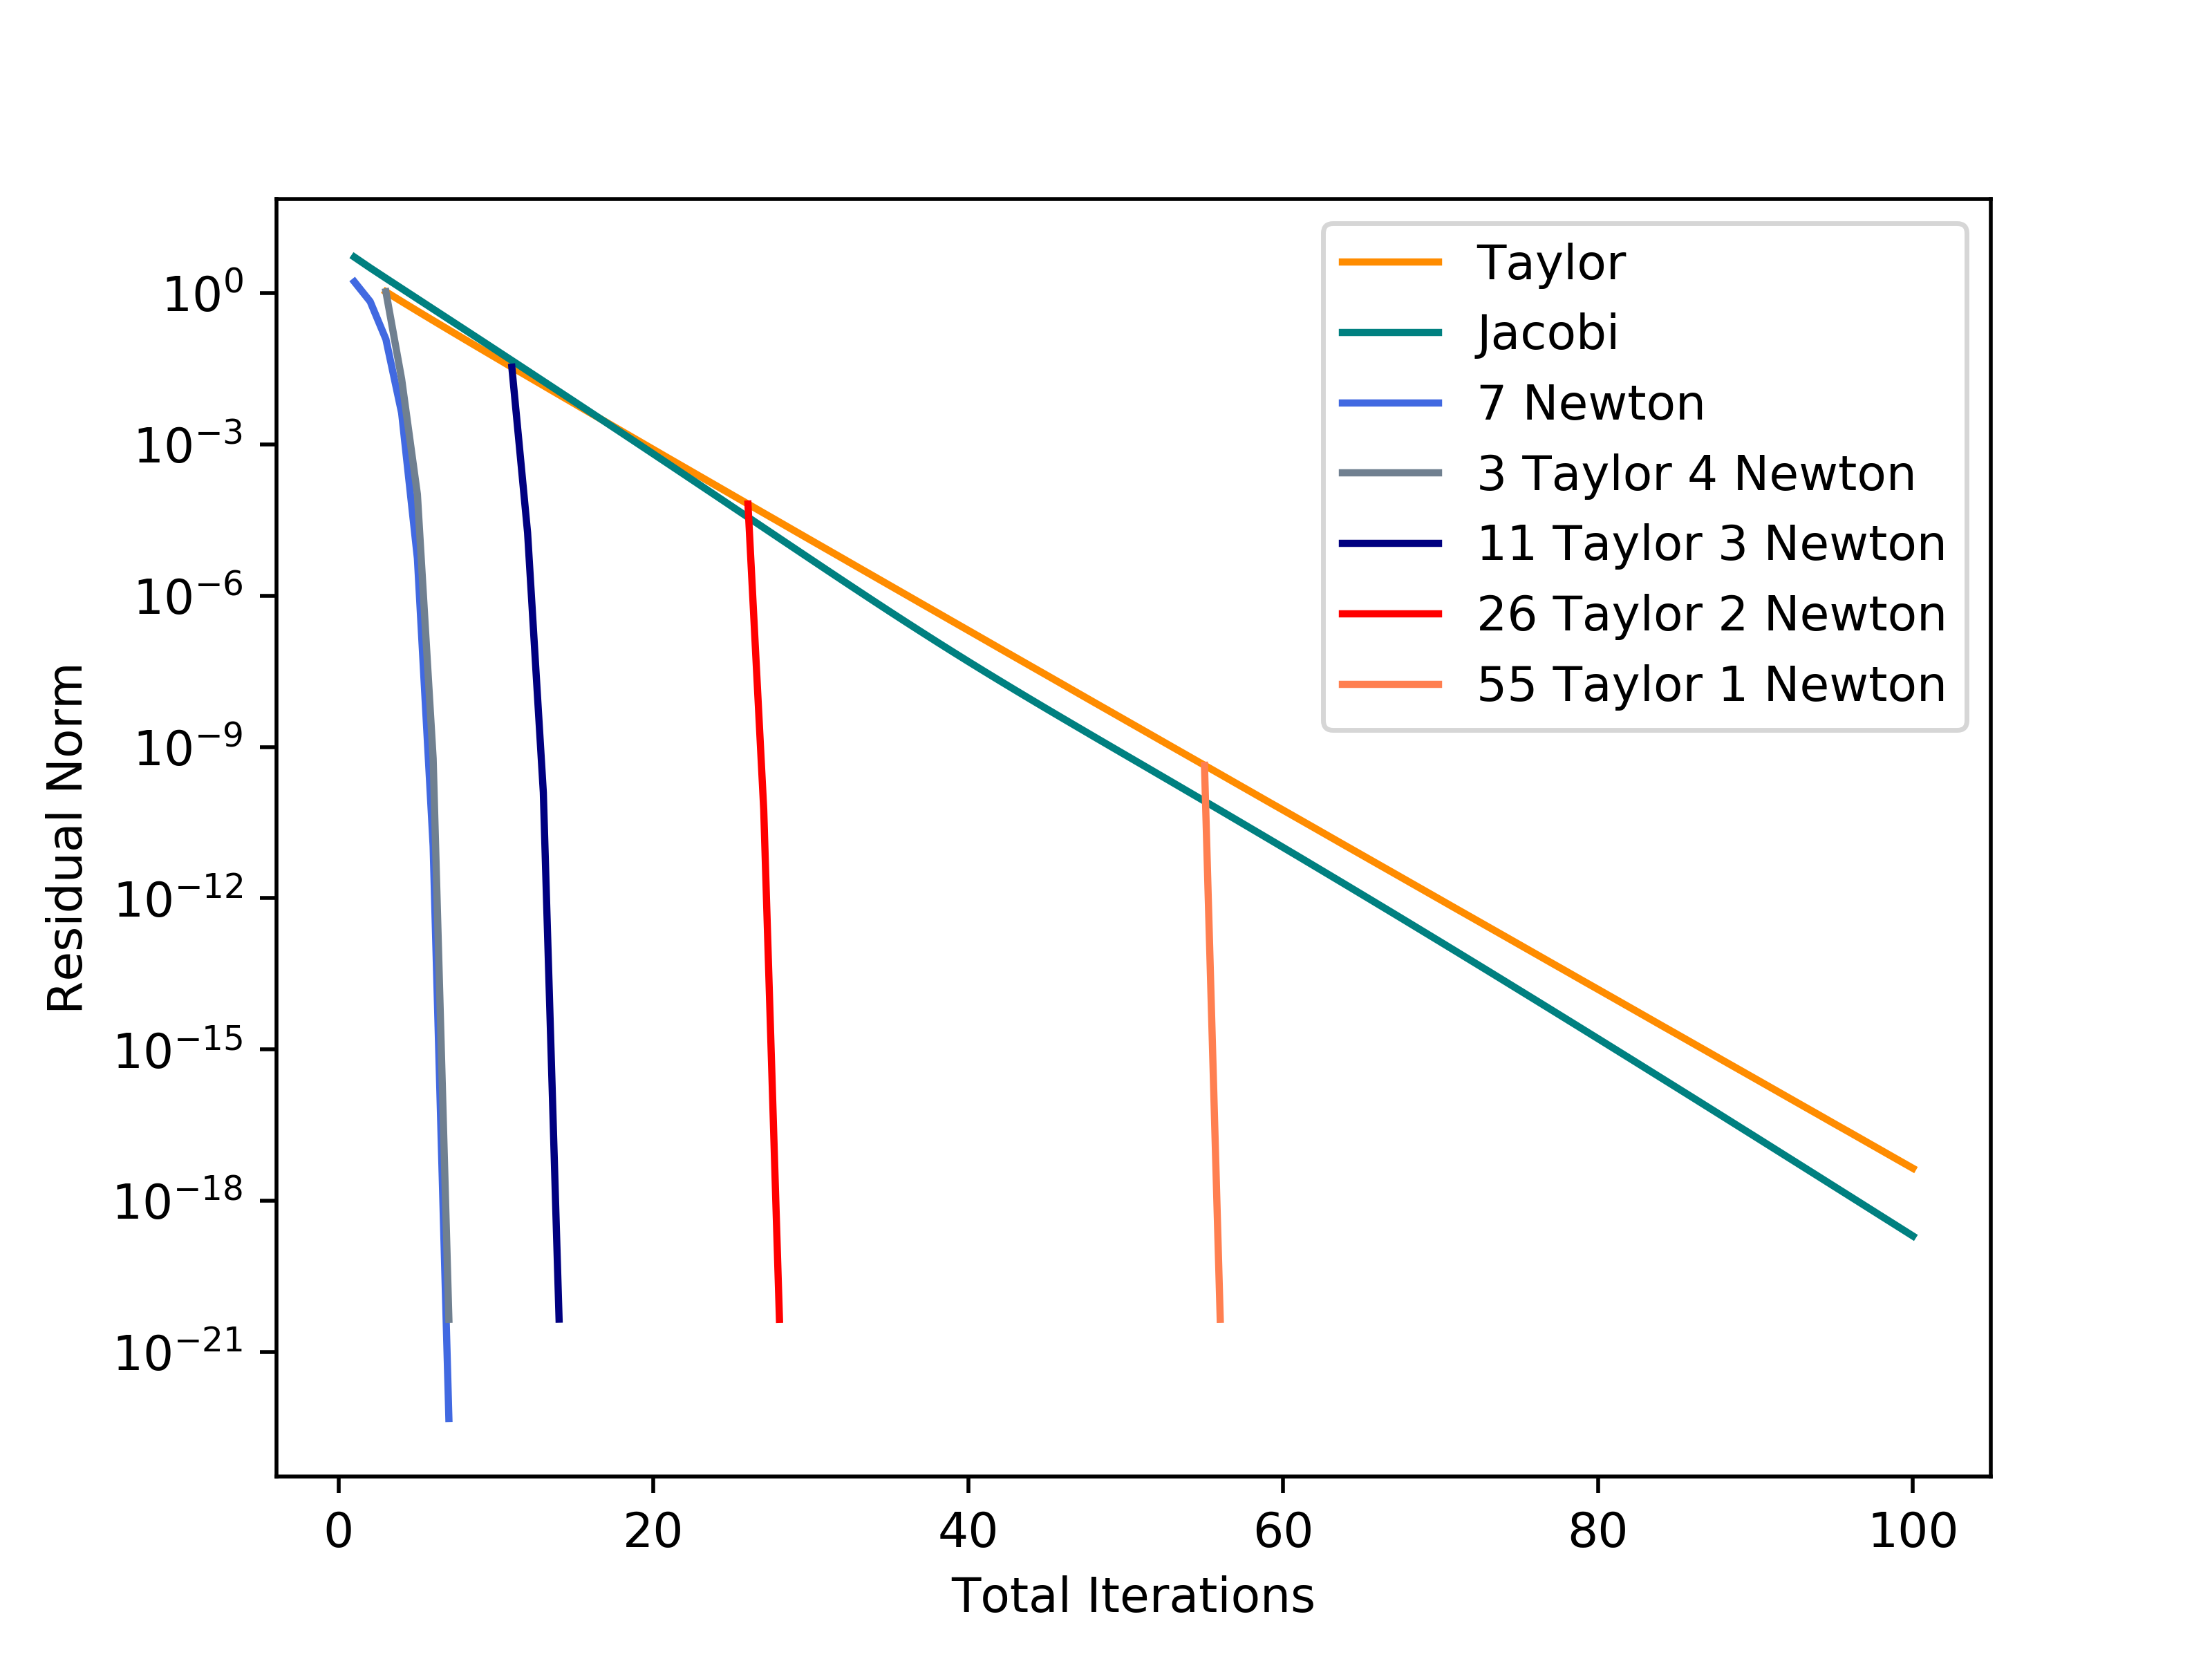 Taylor
Jacobi
7 Newton
3 Taylor 4 Newton
11 Taylor 3 Newton
26 Taylor 2 Newton
55 Taylor 1 Newton
Residual Norm
10⁰
10⁻³
10⁻⁶
10⁻⁹
10⁻¹²
10⁻¹⁵
10⁻¹⁸
10⁻²¹
0 20 40 60 80 100
Total Iterations